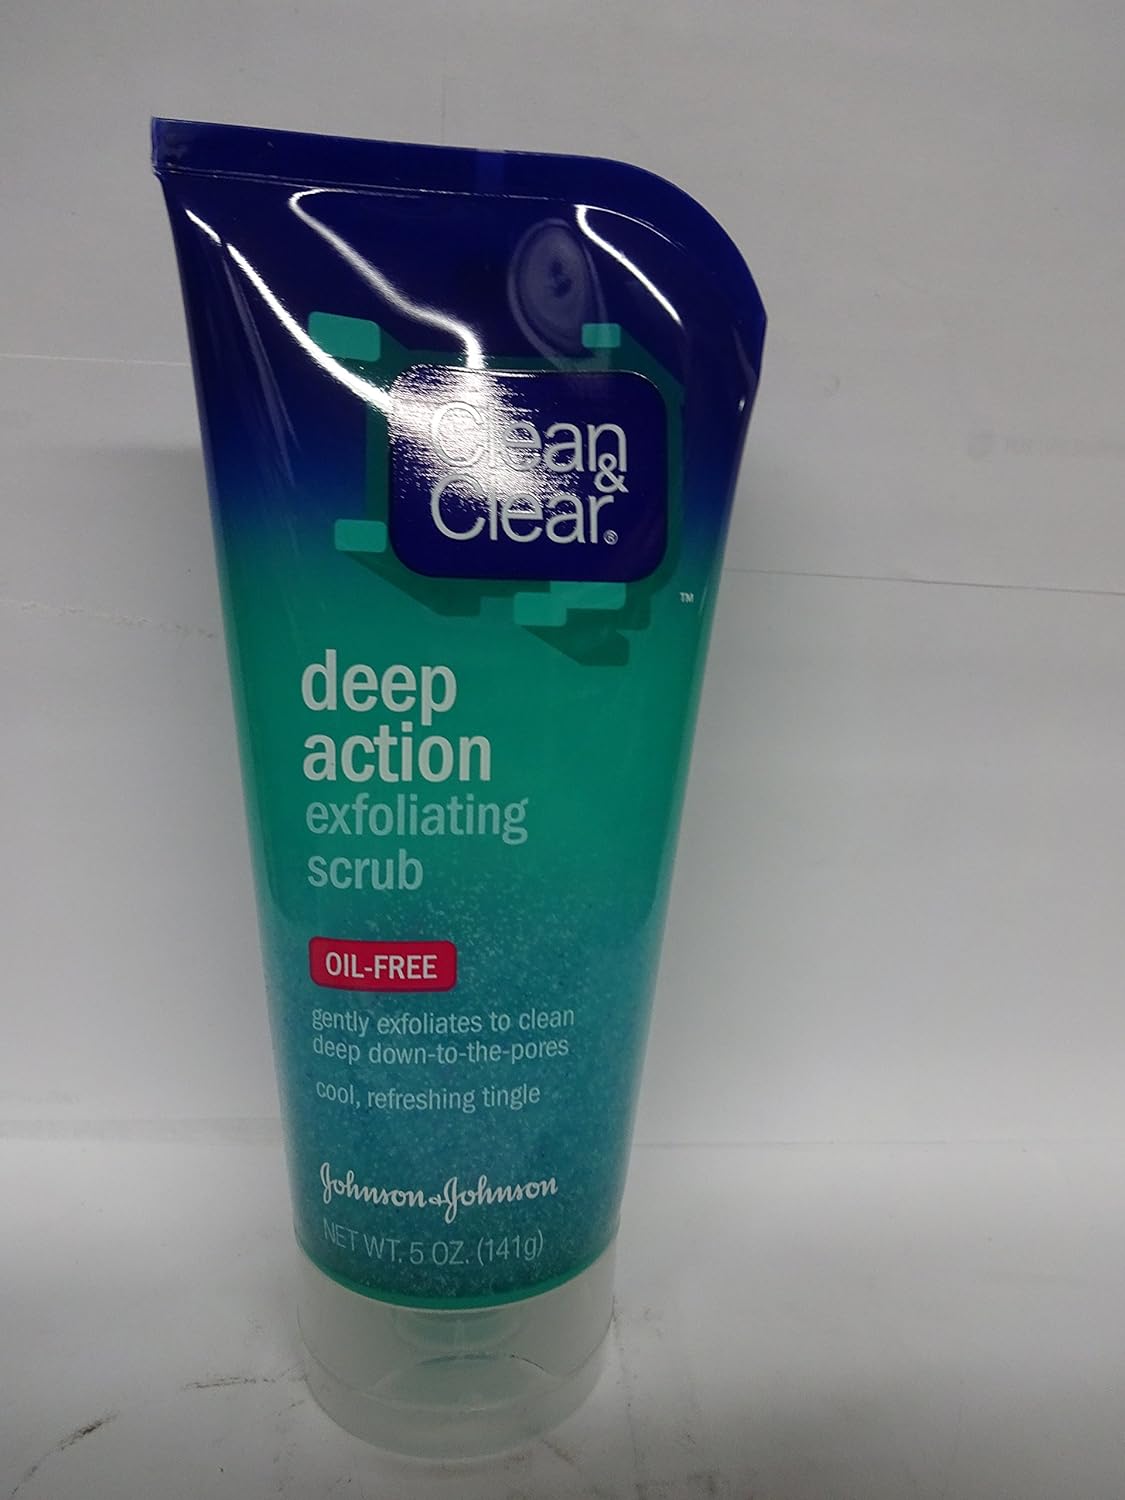 Clean
&
Clear®
™
deep
action
exfoliating
scrub
OIL-FREE
gently exfoliates to clean
deep down-to-the-pores
cool, refreshing tingle
Johnson & Johnson
NET WT. 5 OZ. (141g)